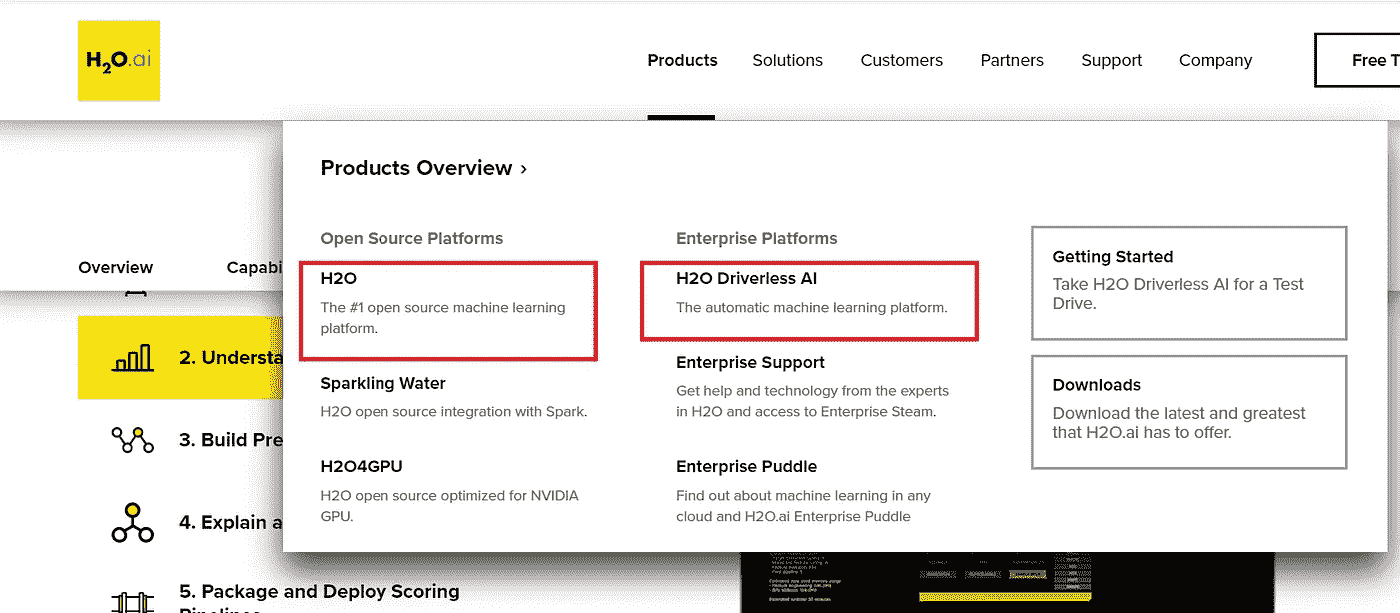 H2O.ai
Products
Solutions
Customers
Partners
Support
Company
Free T
Products Overview ›
Open Source Platforms
H2O
The #1 open source machine learning
platform.
Sparkling Water
H2O open source integration with Spark.
H2O4GPU
H2O open source optimized for NVIDIA
GPU.
Enterprise Platforms
H2O Driverless AI
The automatic machine learning platform.
Enterprise Support
Get help and technology from the experts
in H2O and access to Enterprise Steam.
Enterprise Puddle
Find out about machine learning in any
cloud and H2O.ai Enterprise Puddle
Getting Started
Take H2O Driverless AI for a Test
Drive.
Downloads
Download the latest and greatest
that H2O.ai has to offer.
Overview
Capabi
2. Understa
3. Build Pre
4. Explain a
5. Package and Deploy Scoring